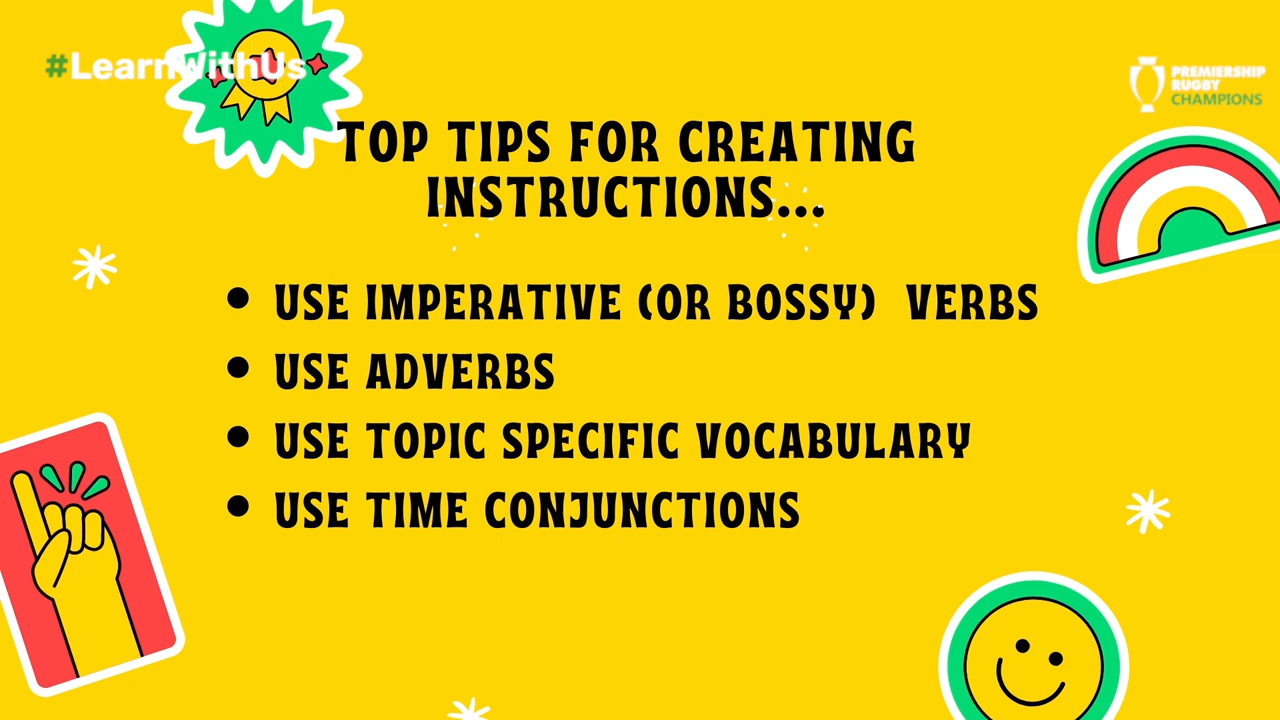 #LearnWithUs
PREMIERSHIP
RUGBY
CHAMPIONS
TOP TIPS FOR CREATING
INSTRUCTIONS...
• USE IMPERATIVE (OR BOSSY) VERBS
• USE ADVERBS
• USE TOPIC SPECIFIC VOCABULARY
• USE TIME CONJUNCTIONS